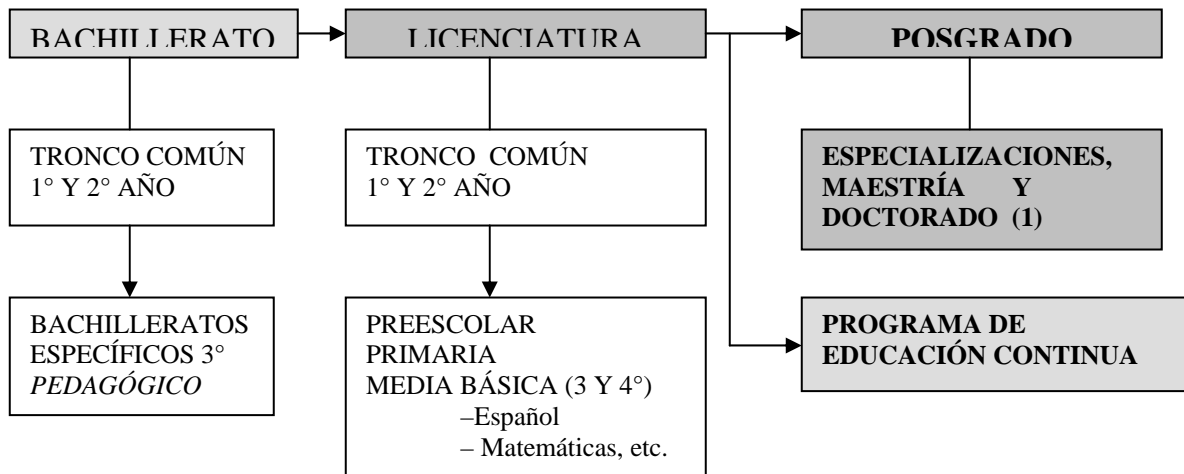 BACHILLERATO
LICENCIATURA
POSGRADO
TRONCO COMÚN
1° Y 2° AÑO
TRONCO COMÚN
1° Y 2° AÑO
ESPECIALIZACIONES,
MAESTRÍA Y
DOCTORADO (1)
BACHILLERATOS
ESPECÍFICOS 3°
PEDAGÓGICO
PREESCOLAR
PRIMARIA
MEDIA BÁSICA (3 Y 4°)
–Español
– Matemáticas, etc.
PROGRAMA DE
EDUCACIÓN CONTINUA